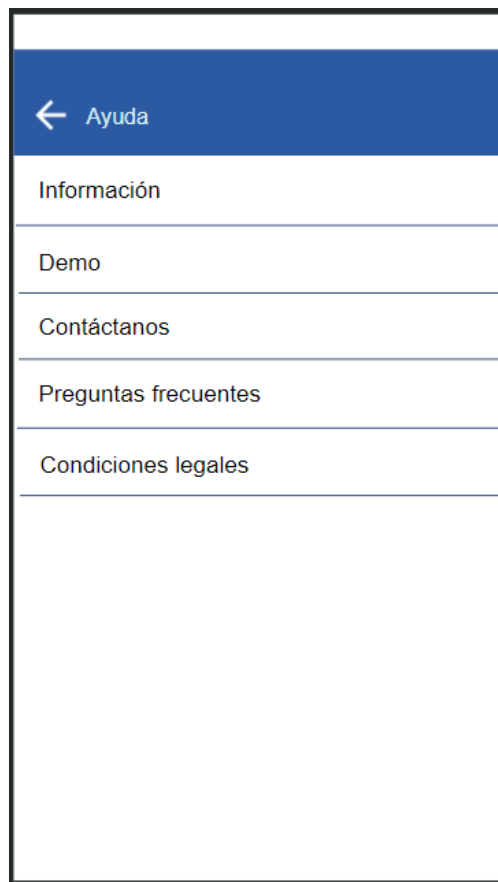 Ayuda
Información
Demo
Contáctanos
Preguntas frecuentes
Condiciones legales